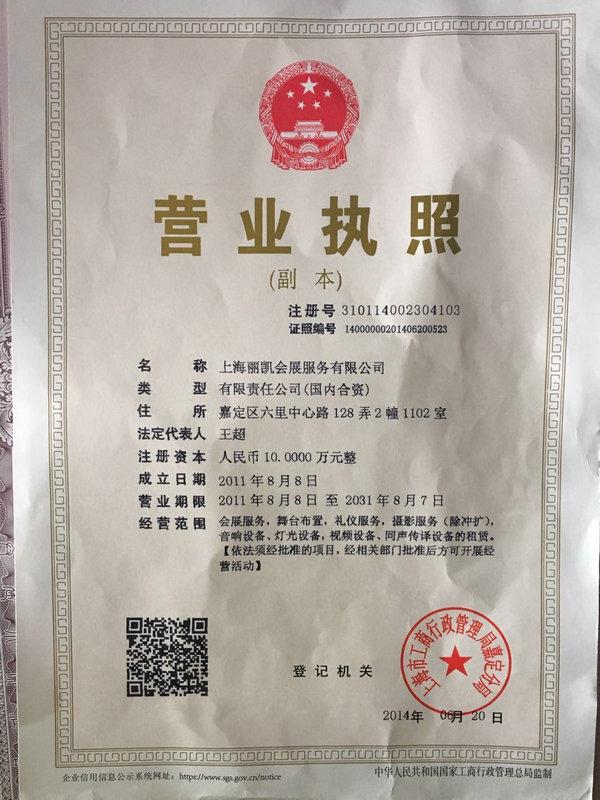 营业执照
(副 本)
注册号 310114002304103
证照编号 14000000201406200523
名 称 上海丽凯会展服务有限公司
类 型 有限责任公司(国内合资)
住 所 嘉定区六里中心路128弄2幢1102室
法定代表人 王超
注册资本 人民币10.0000万元整
成立日期 2011年8月8日
营业期限 2011年8月8日 至 2031年8月7日
经营范围 会展服务，舞台布置，礼仪服务，摄影服务（除冲扩），
音响设备、灯光设备，视频设备、同声传译设备的租赁。
【依法须经批准的项目，经相关部门批准后方可开展经
营活动】
上海市工商行政管理局嘉定分局
登记机关
2014年 06月 20日
企业信用信息公示系统网址：https://www.sgs.gov.cn/notice
中华人民共和国国家工商行政管理总局监制